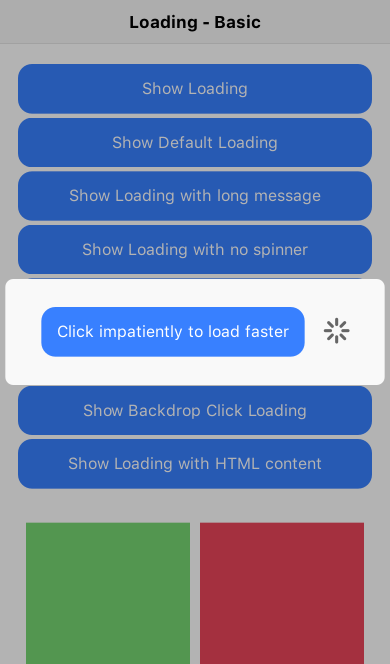 Loading - Basic
Show Loading
Show Default Loading
Show Loading with long message
Show Loading with no spinner
Click impatiently to load faster
Show Backdrop Click Loading
Show Loading with HTML content